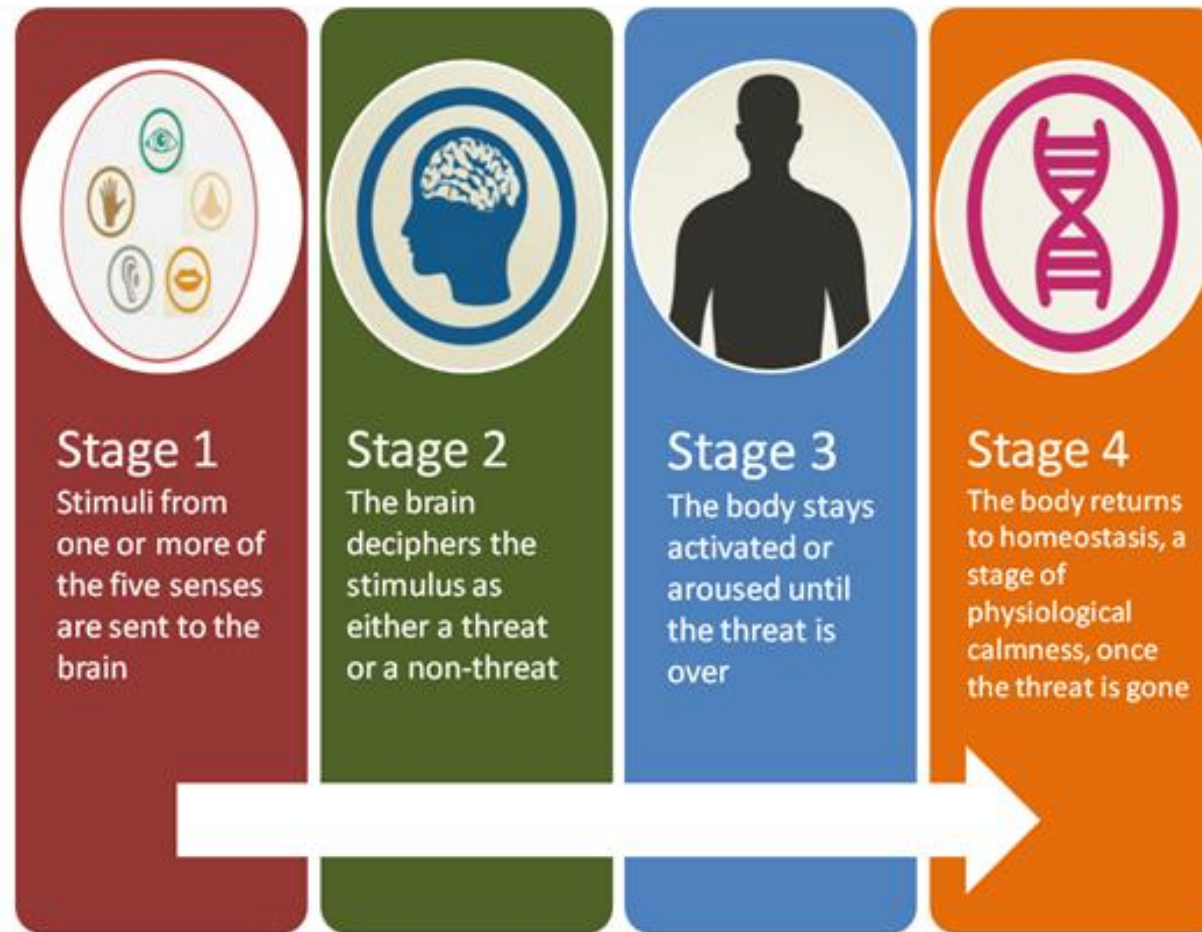 Stage 1
Stimuli from
one or more of
the five senses
are sent to the
brain
Stage 2
The brain
deciphers the
stimulus as
either a threat
or a non-threat
Stage 3
The body stays
activated or
aroused until
the threat is
over
Stage 4
The body returns
to homeostasis, a
stage of
physiological
calmness, once
the threat is gone